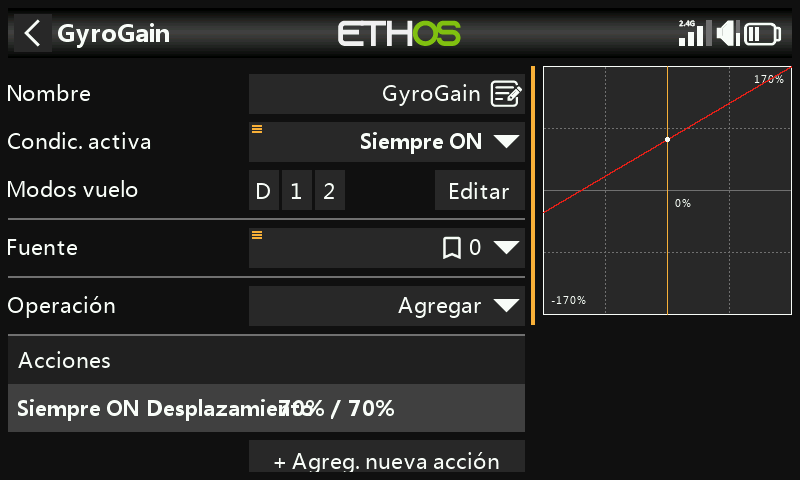 GyroGain
ETHOS
2.4G
Nombre
GyroGain
Condic. activa
Siempre ON
Modos vuelo
D 1 2
Editar
Fuente
0
Operación
Agregar
Acciones
Siempre ON Desplazamiento 70% / 70%
+ Agreg. nueva acción
170%
0%
-170%